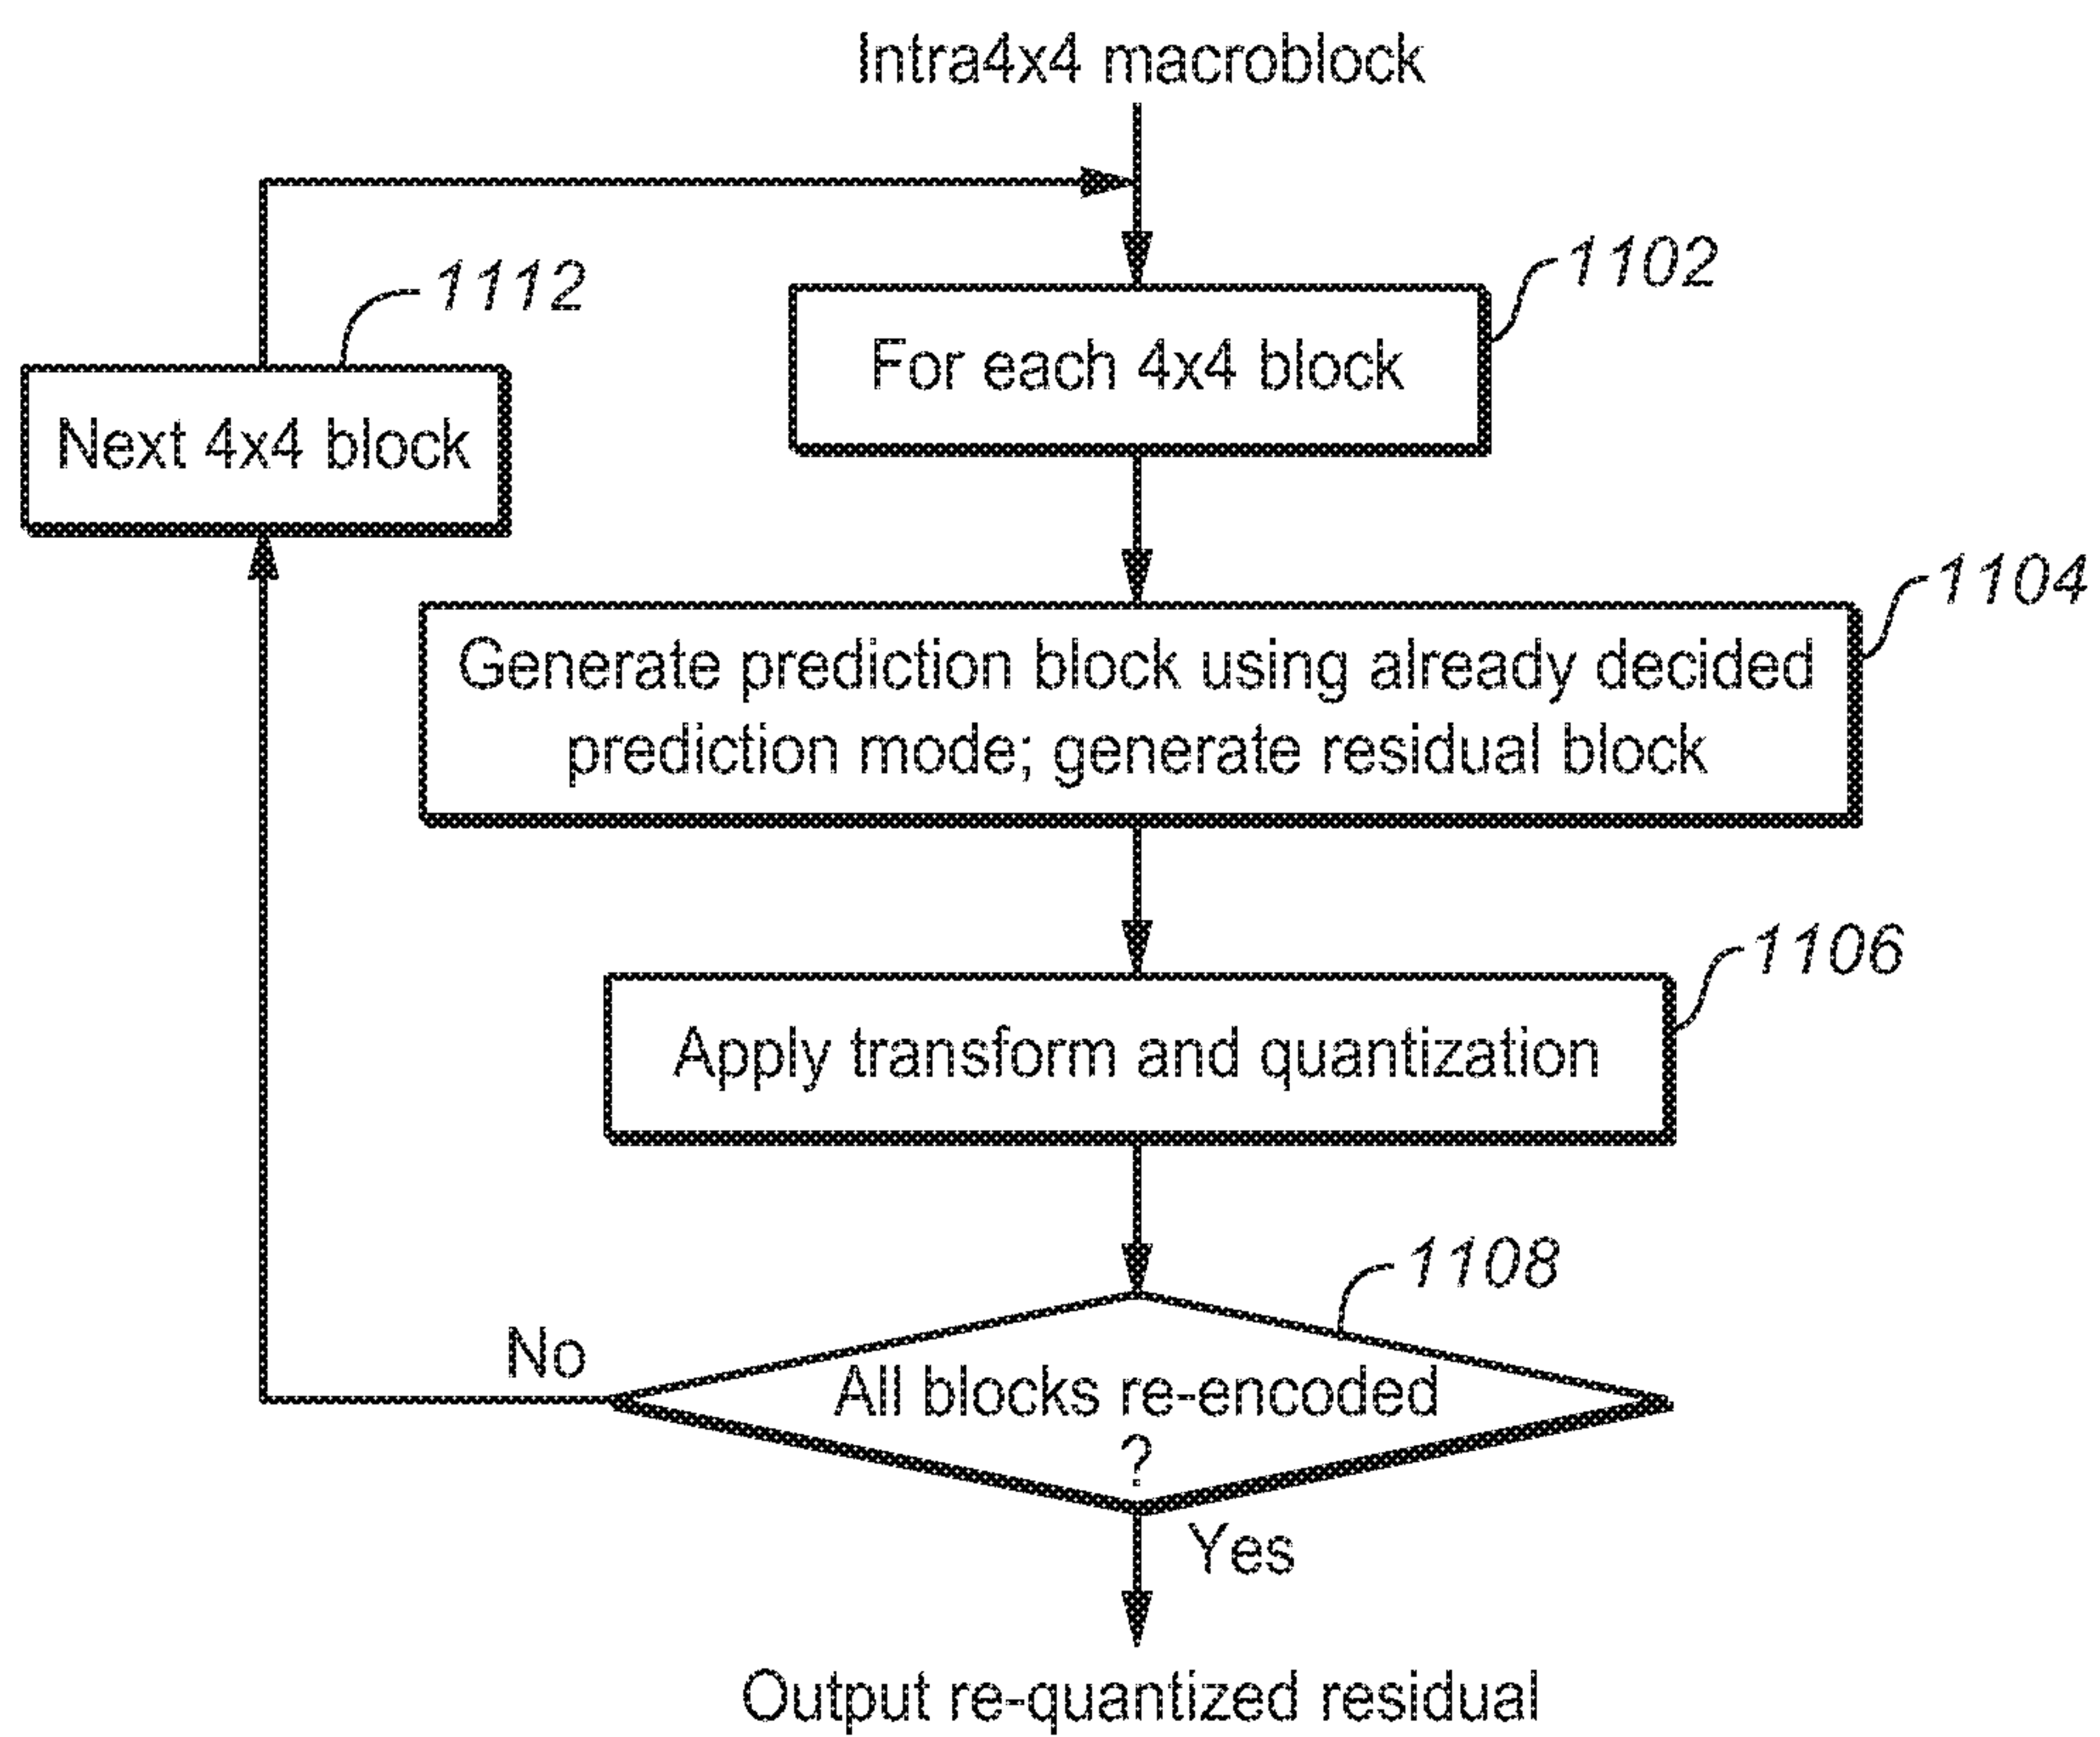 Intra4x4 macroblock
1102
1112
For each 4x4 block
Next 4x4 block
1104
Generate prediction block using already decided
prediction mode; generate residual block
1106
Apply transform and quantization
1108
No
All blocks re-encoded
?
Yes
Output re-quantized residual